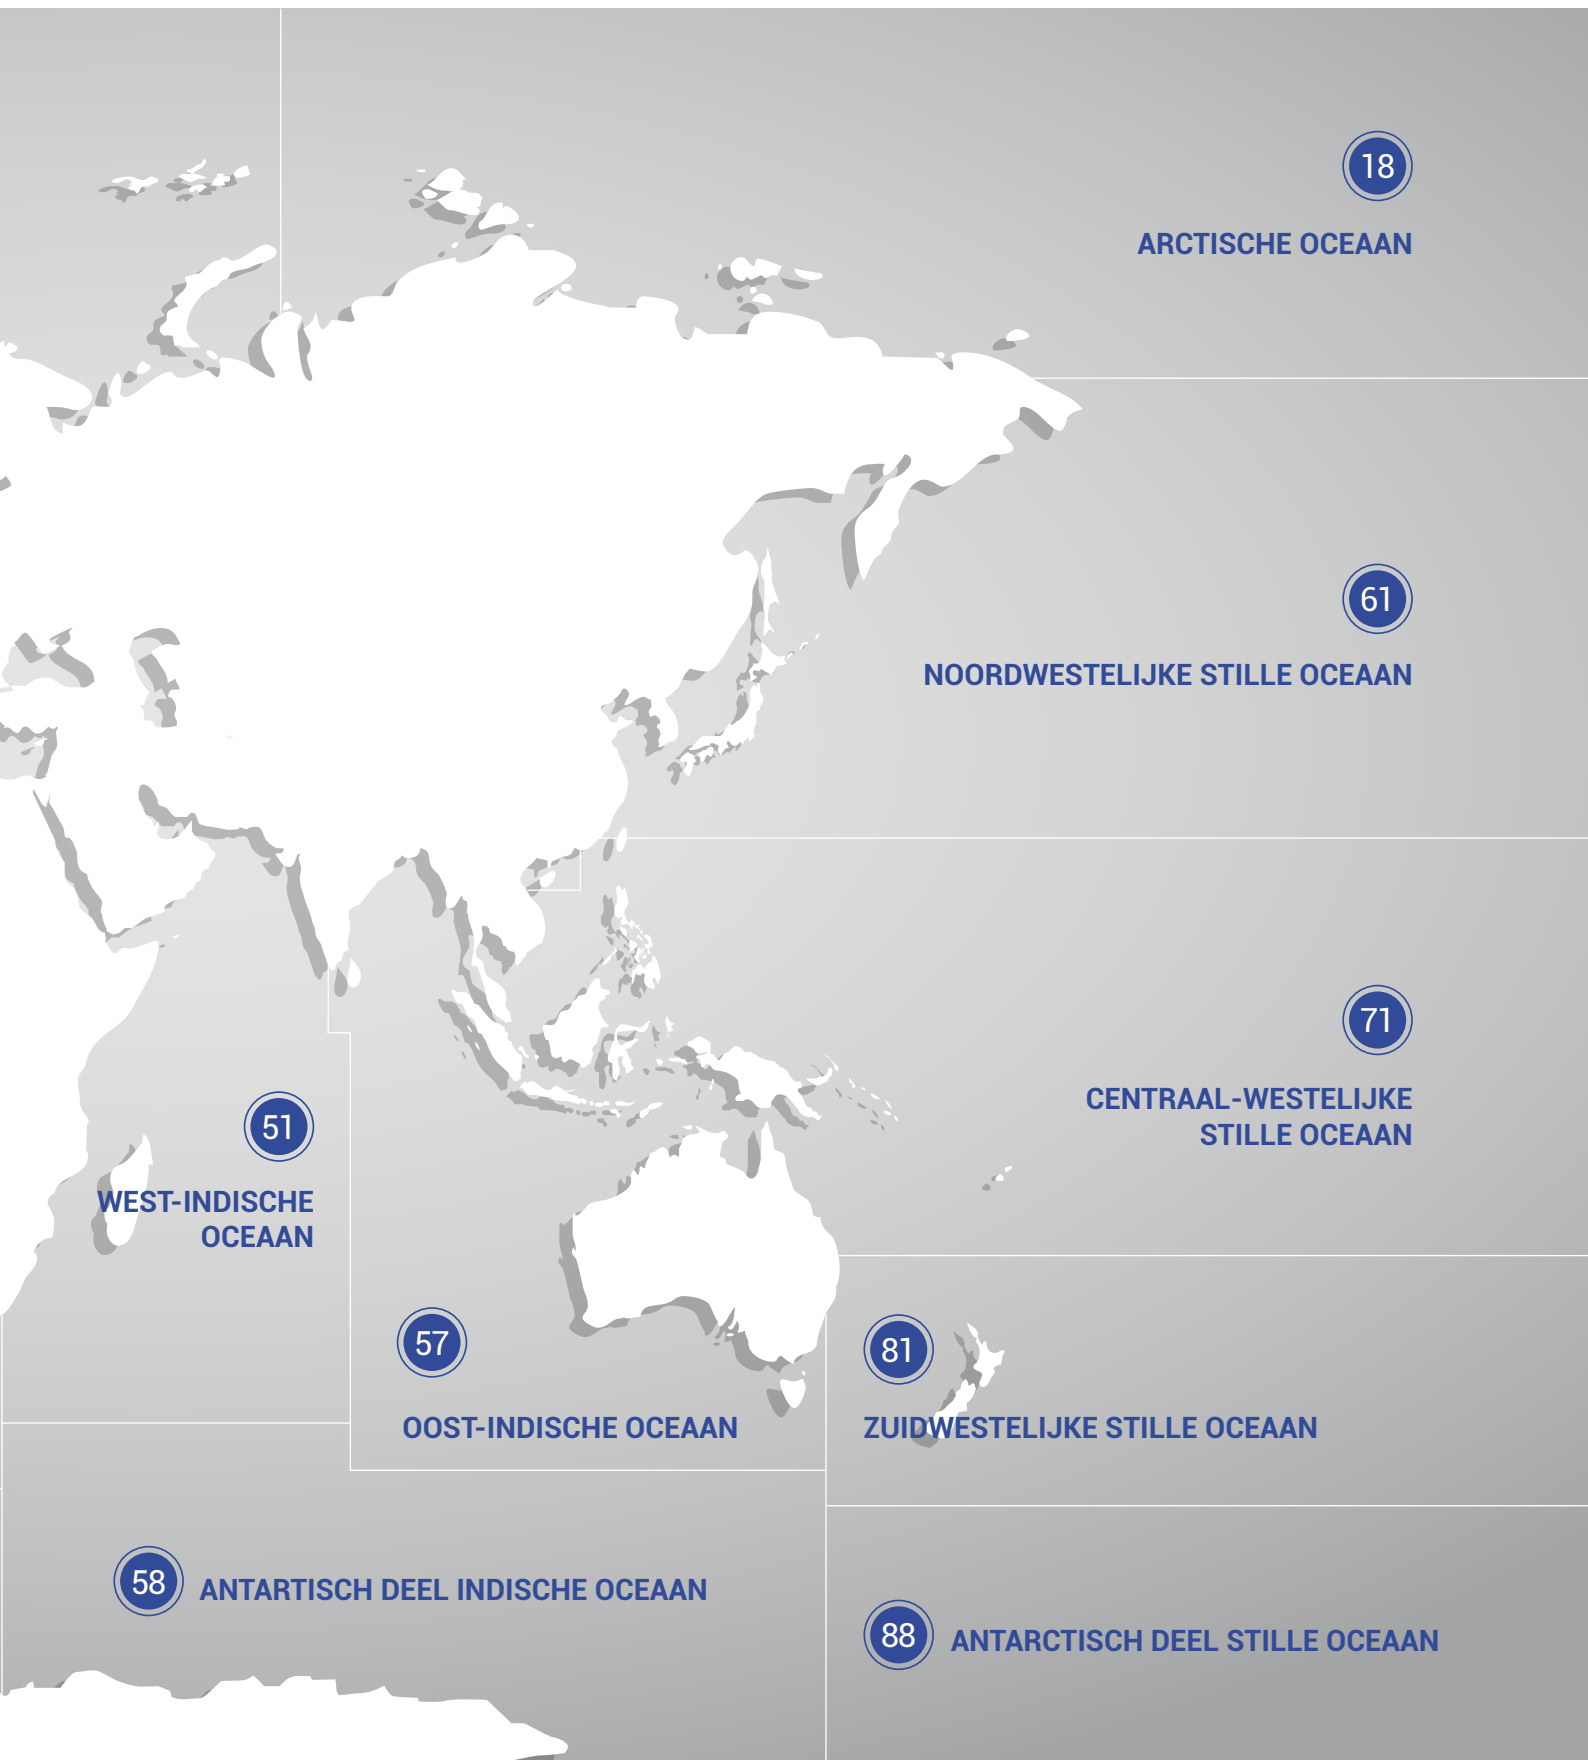 18
ARCTISCHE OCEAAN
61
NOORDWESTELIJKE STILLE OCEAAN
71
CENTRAAL-WESTELIJKE
STILLE OCEAAN
51
WEST-INDISCHE
OCEAAN
57
OOST-INDISCHE OCEAAN
81
ZUIDWESTELIJKE STILLE OCEAAN
58 ANTARTISCH DEEL INDISCHE OCEAAN
88 ANTARCTISCH DEEL STILLE OCEAAN